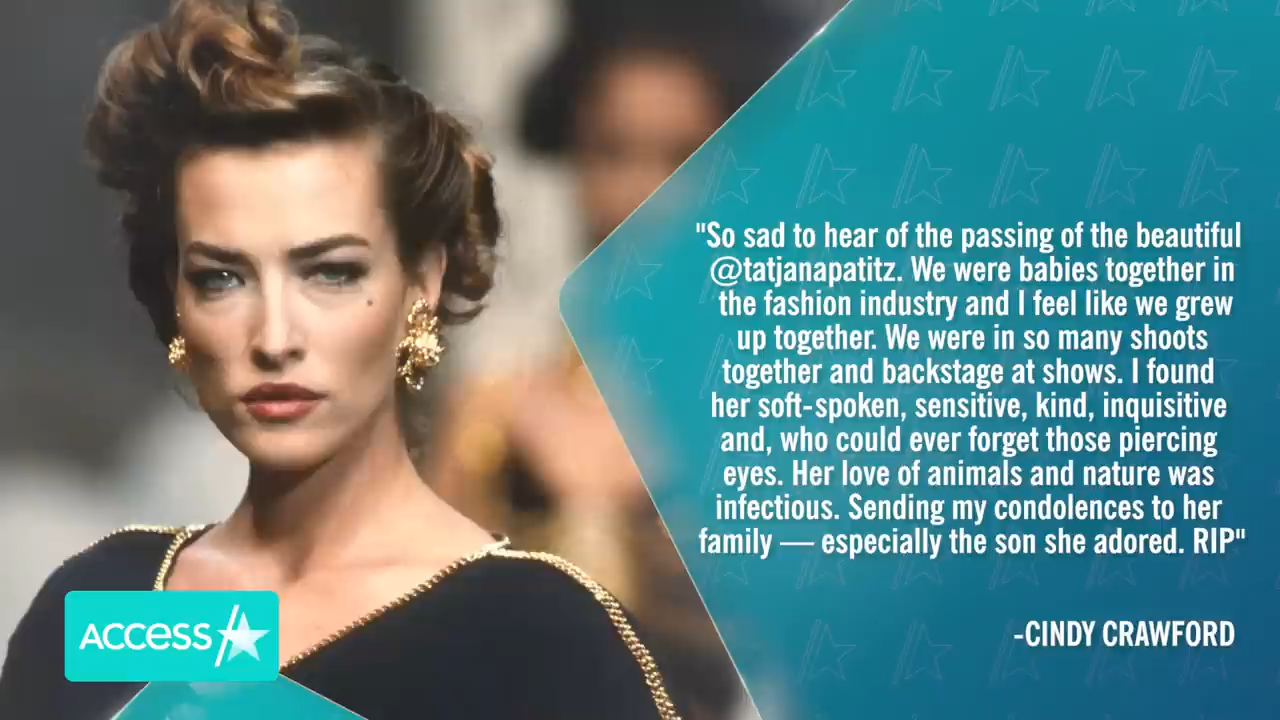 "So sad to hear of the passing of the beautiful
@tatjanapatitz. We were babies together in
the fashion industry and I feel like we grew
up together. We were in so many shoots
together and backstage at shows. I found
her soft-spoken, sensitive, kind, inquisitive
and, who could ever forget those piercing
eyes. Her love of animals and nature was
infectious. Sending my condolences to her
family — especially the son she adored. RIP"
-CINDY CRAWFORD
ACCESS